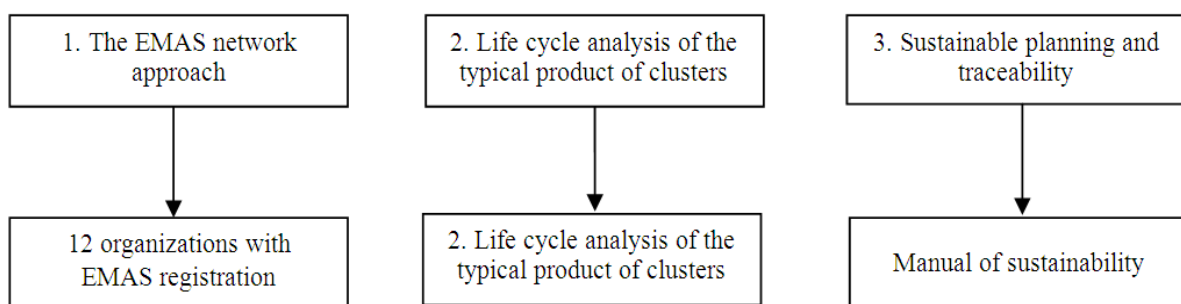 1. The EMAS network
approach
2. Life cycle analysis of the
typical product of clusters
3. Sustainable planning and
traceability
12 organizations with
EMAS registration
2. Life cycle analysis of the
typical product of clusters
Manual of sustainability